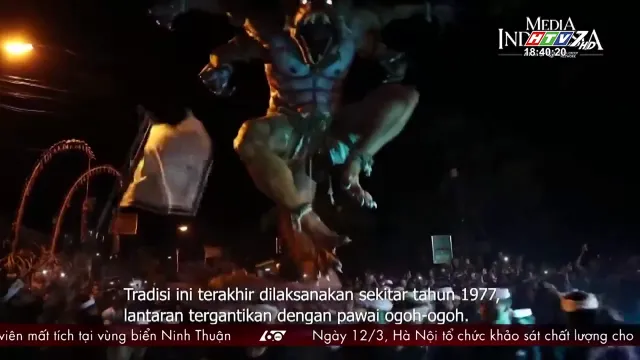 MEDIA
HTV7 HD
18:40:20
Tradisi ini terakhir dilaksanakan sekitar tahun 1977,
lantaran tergantikan dengan pawai ogoh-ogoh.
viên mất tích tại vùng biển Ninh Thuận
60
Ngày 12/3, Hà Nội tổ chức khảo sát chất lượng cho